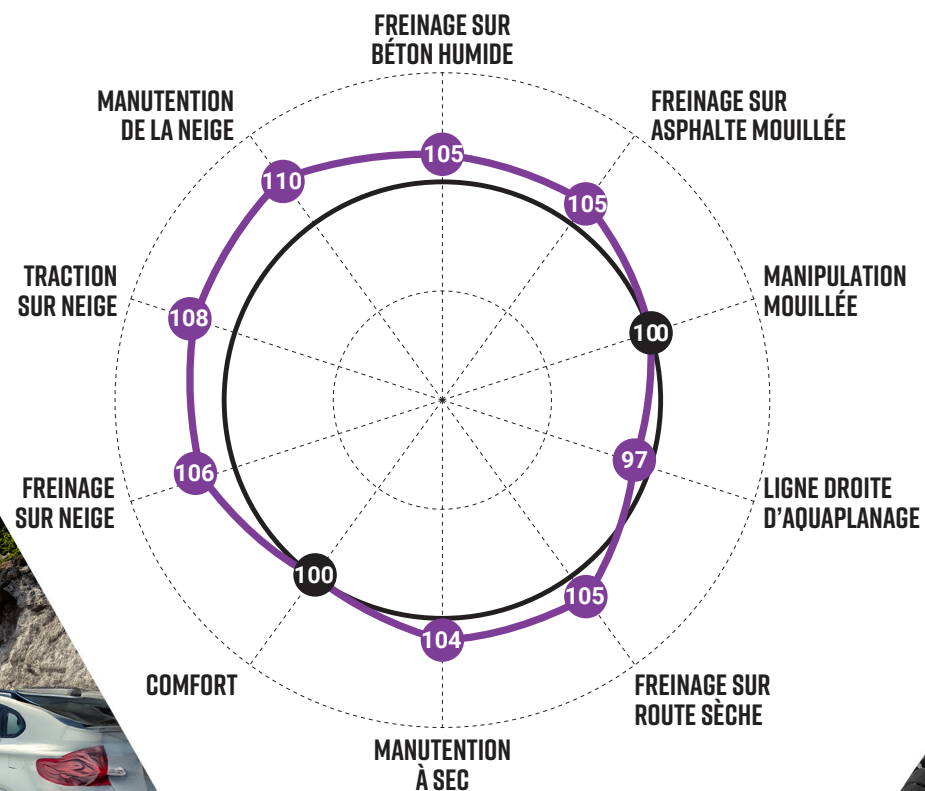 FREINAGE SUR
BÉTON HUMIDE
MANUTENTION
DE LA NEIGE
FREINAGE SUR
ASPHALTE MOUILLÉE
105
110
105
TRACTION
SUR NEIGE
MANIPULATION
MOUILLÉE
108
100
106
97
FREINAGE
SUR NEIGE
LIGNE DROITE
D'AQUAPLANAGE
100
105
104
COMFORT
FREINAGE SUR
ROUTE SÈCHE
MANUTENTION
À SEC